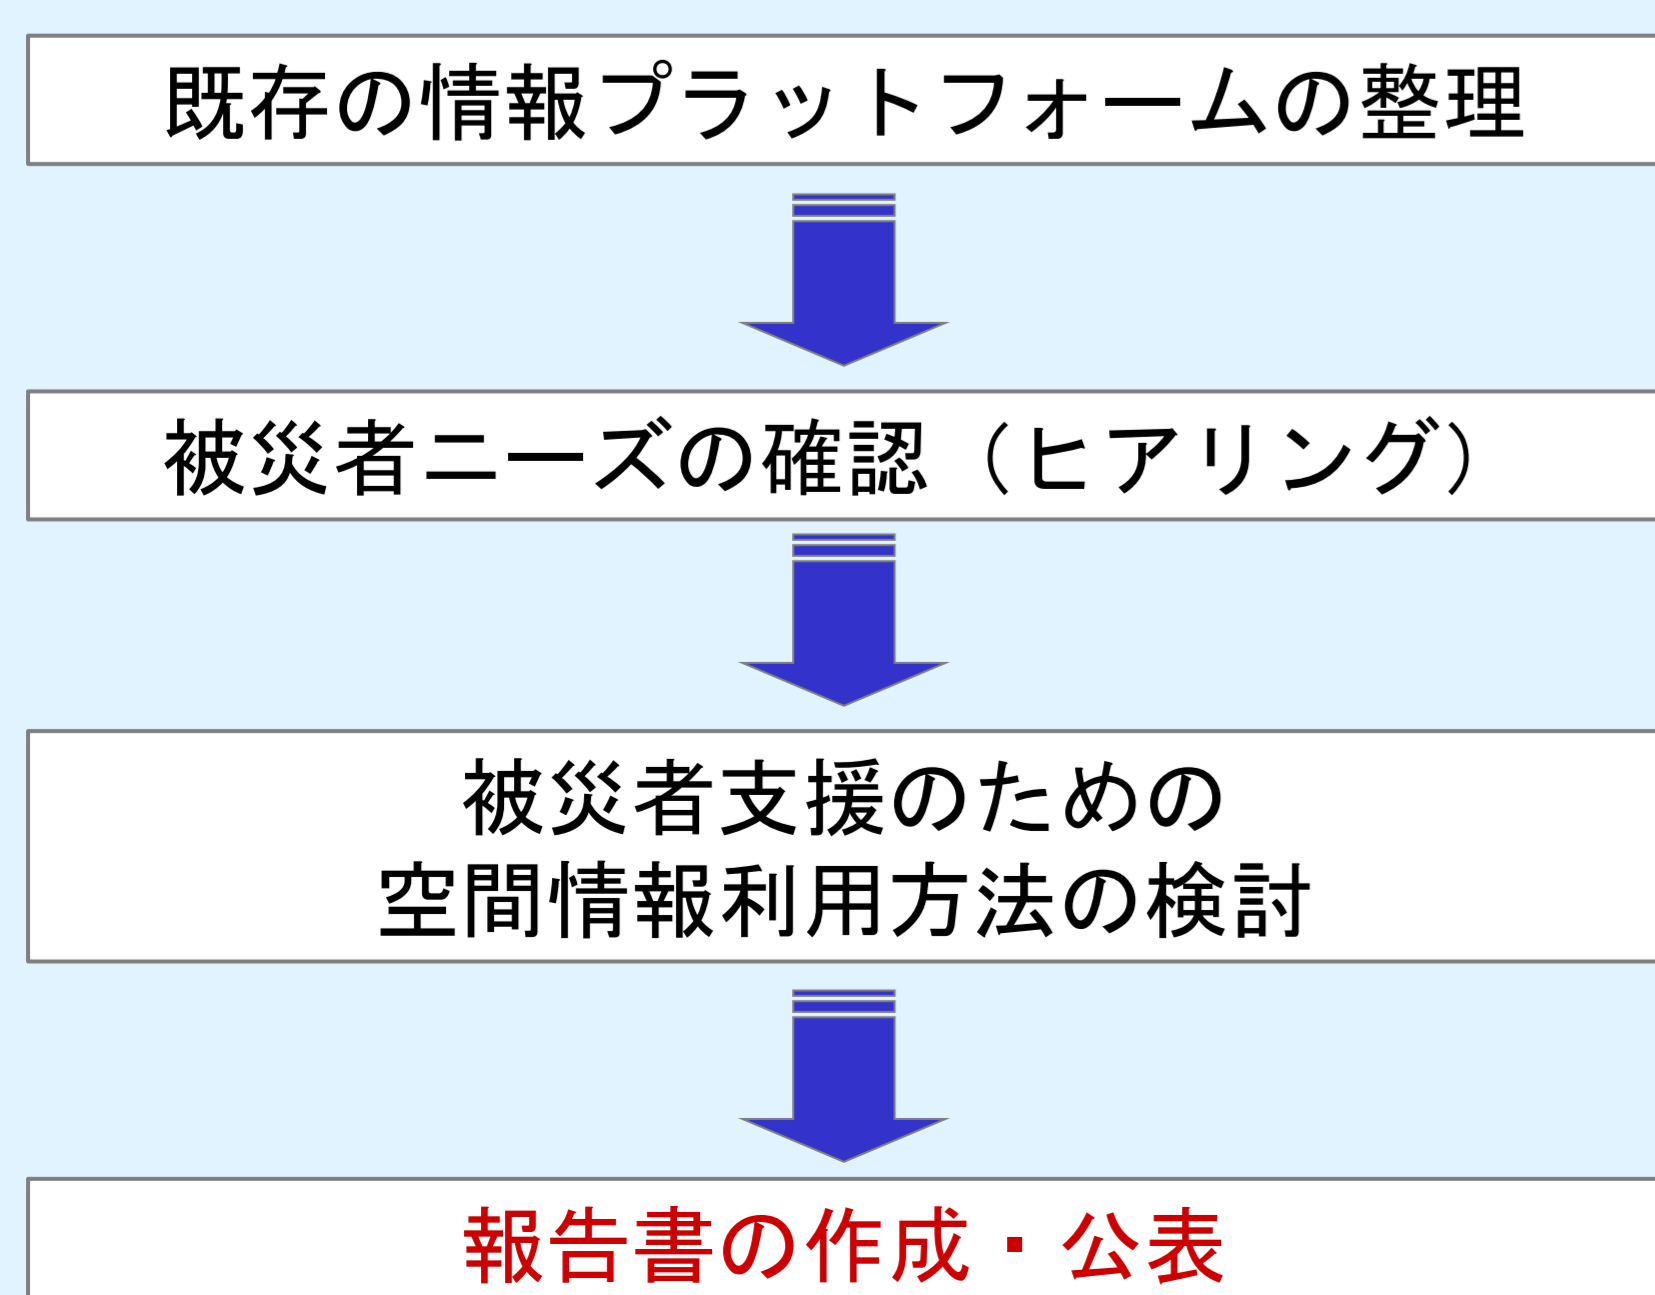 既存の情報プラットフォームの整理
被災者ニーズの確認（ヒアリング）
被災者支援のための
空間情報利用方法の検討
報告書の作成・公表